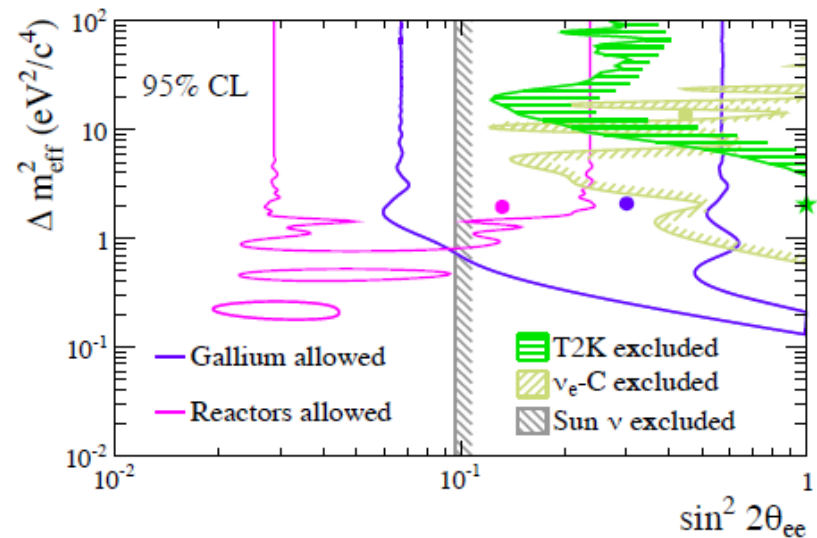 Δ m²eff (eV²/c⁴)
10²
10
1
10⁻¹
10⁻²
95% CL
Gallium allowed
Reactors allowed
T2K excluded
νe-C excluded
Sun ν excluded
10⁻²
10⁻¹
1
sin² 2θee